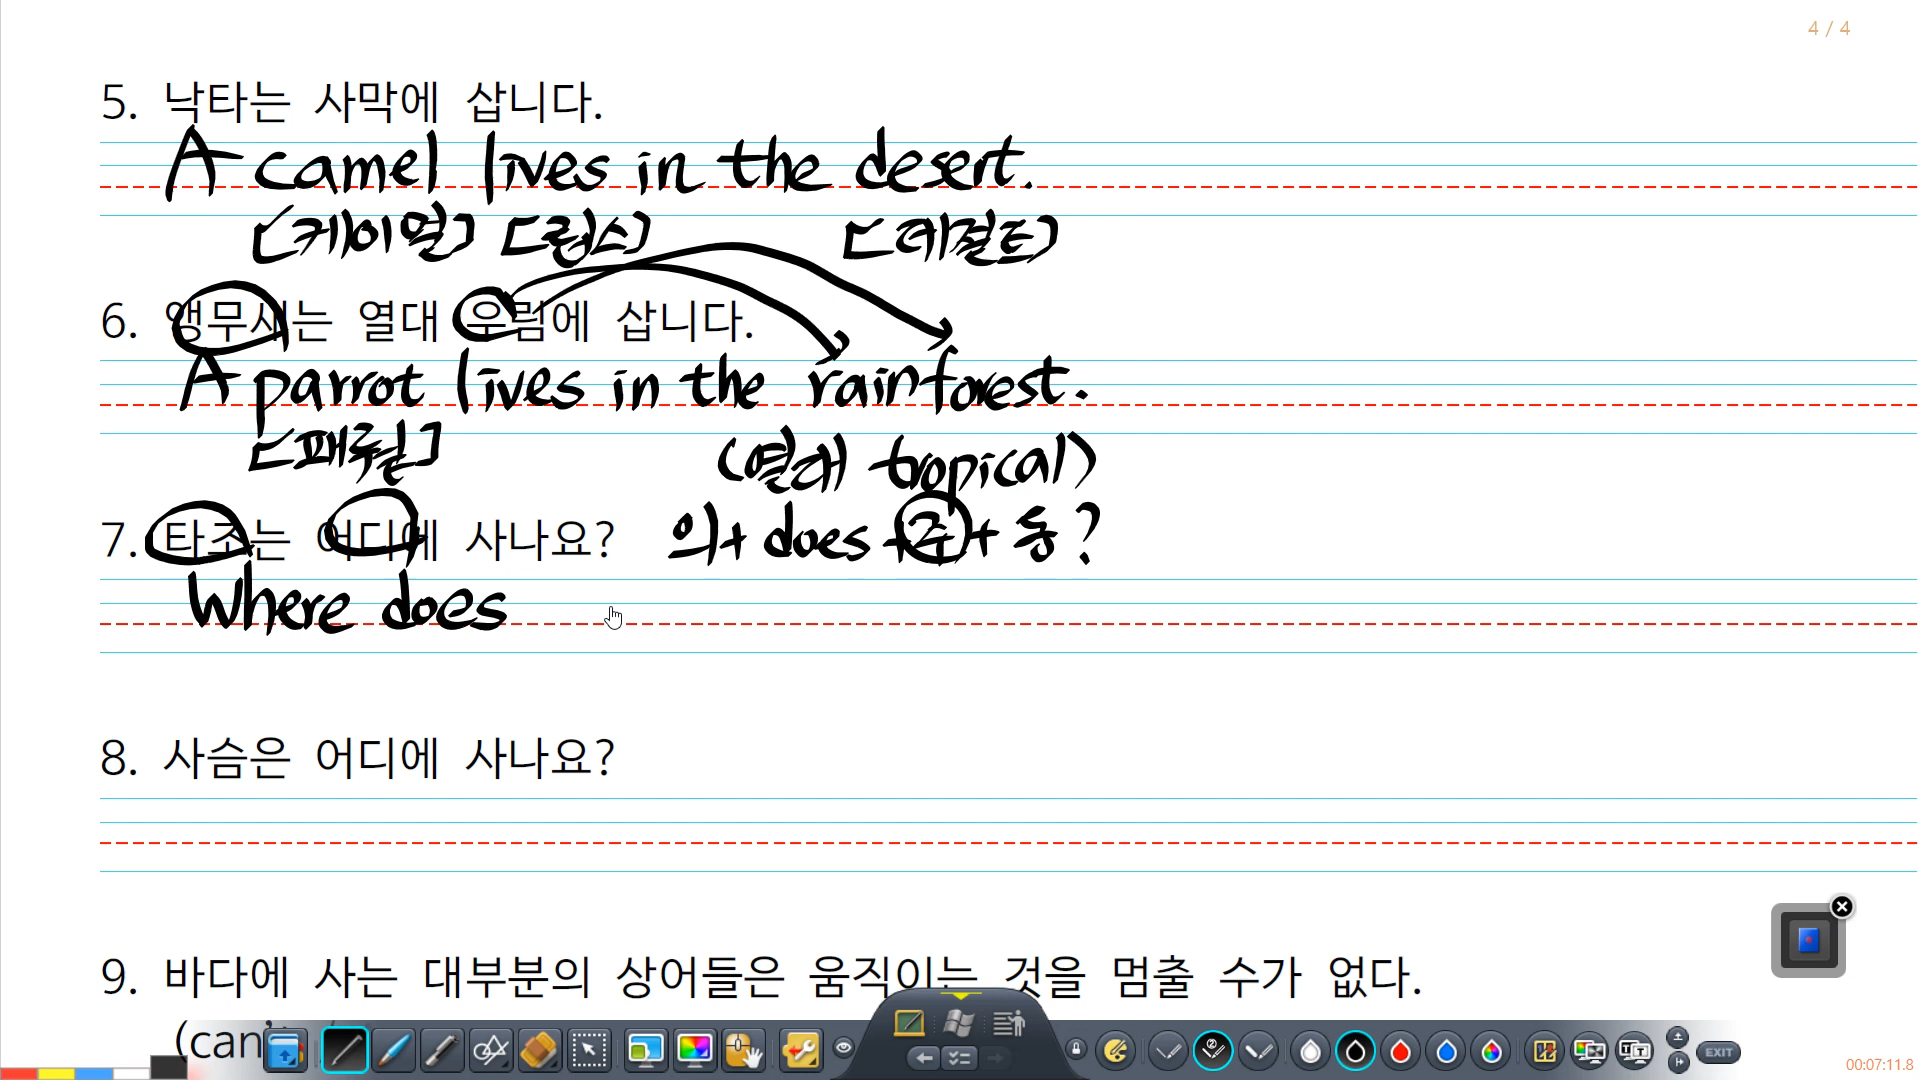 4 / 4
5. 낙타는 사막에 삽니다.
A camel lives in the desert.
[케이멀] [립스] [데절트]
6. 앵무새는 열대 우림에 삽니다.
A parrot lives in the rainforest.
[패뤝]
(열대 tropical)
7. 타조는 어디에 사나요? 의+ does +주+ 동?
Where does
8. 사슴은 어디에 사나요?
9. 바다에 사는 대부분의 상어들은 움직이는 것을 멈출 수가 없다.
(can't
EXIT
00:07:11.8